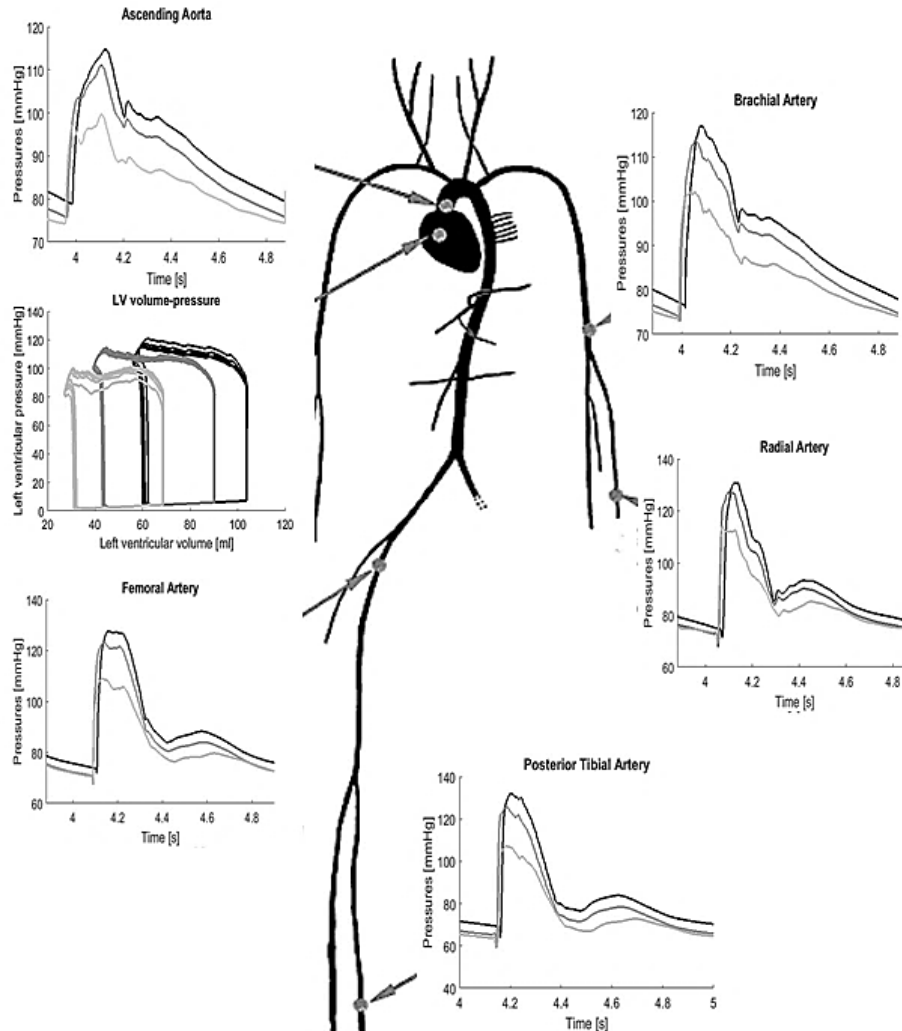 Ascending Aorta
Pressures [mmHg]
120
110
100
90
80
70
4 4.2 4.4 4.6 4.8
Time [s]
LV volume-pressure
Left ventricular pressure [mmHg]
140
120
100
80
60
40
20
0
20 40 60 80 100 120
Left ventricular volume [ml]
Femoral Artery
Pressures [mmHg]
140
120
100
80
60
4 4.2 4.4 4.6 4.8
Time [s]
Brachial Artery
Pressures [mmHg]
120
110
100
90
80
70
4 4.2 4.4 4.6 4.8
Time [s]
Radial Artery
Pressures [mmHg]
140
120
100
80
60
4 4.2 4.4 4.6 4.8
Time [s]
Posterior Tibial Artery
Pressures [mmHg]
140
120
100
80
60
40
4 4.2 4.4 4.6 4.8 5
Time [s]